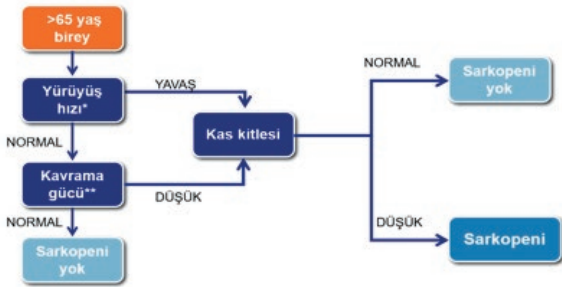 >65 yaş
birey
Yürüyüş
hızı*
YAVAŞ
NORMAL
Kavrama
gücü**
DÜŞÜK
NORMAL
Sarkopeni
yok
Kas kitlesi
NORMAL
Sarkopeni
yok
DÜŞÜK
Sarkopeni